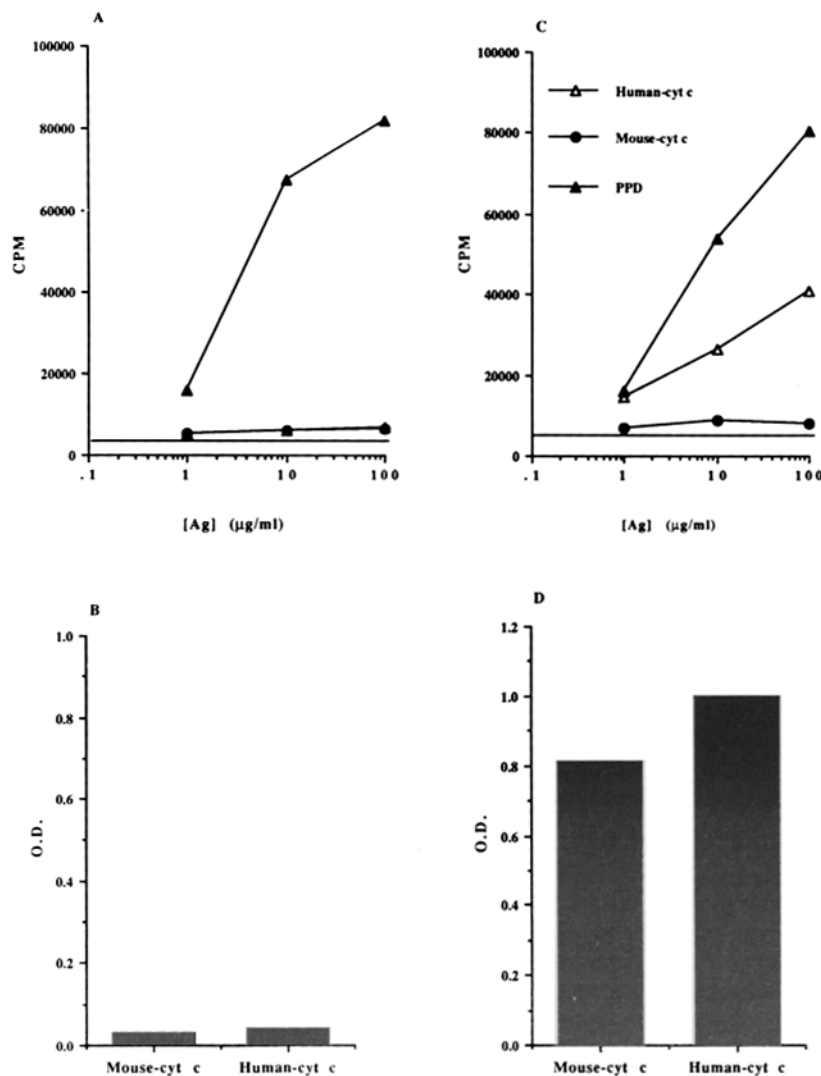 A
100000
80000
60000
40000
20000
0
CPM
.1
1
10
100
[Ag] (μg/ml)
C
100000
80000
60000
40000
20000
0
CPM
Human-cyt c
Mouse-cyt c
PPD
.1
1
10
100
[Ag] (μg/ml)
B
1.0
0.8
0.6
0.4
0.2
0.0
O.D.
Mouse-cyt c
Human-cyt c
D
1.2
1.0
0.8
0.6
0.4
0.2
0.0
O.D.
Mouse-cyt c
Human-cyt c